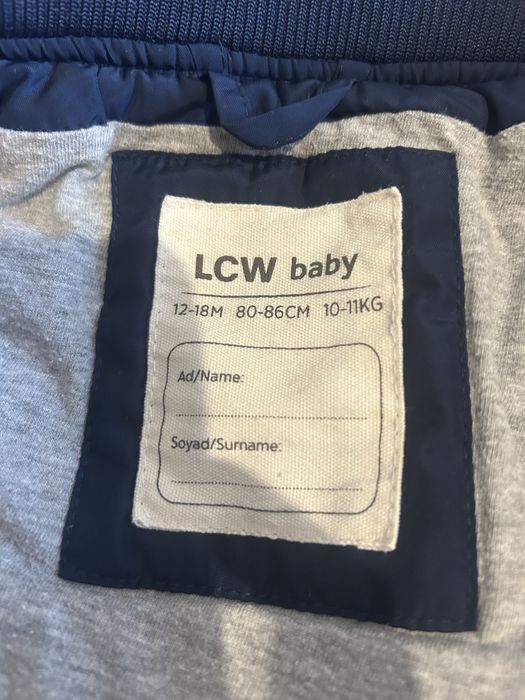 LCW baby
12-18M 80-86CM 10-11KG
Ad/Name:
Soyad/Surname: